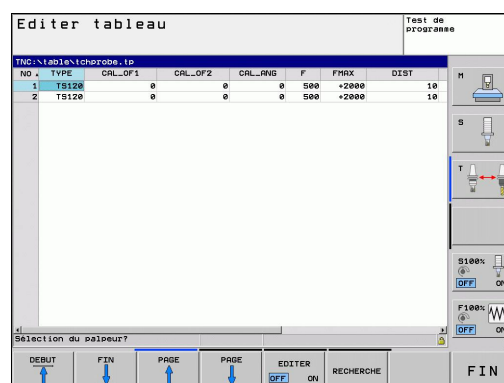 Editer tableau
Test de
programme
TNC:\table\tchprobe.tp
NO TYPE CAL_OF1 CAL_OF2 CAL_ANG F FMAX DIST
1 TS120 0 0 0 500 +2000 10
2 TS120 0 0 0 500 +2000 10
Sélection du palpeur?
M
S
T
S100%
OFF ON
F100%
OFF ON
DEBUT FIN PAGE PAGE EDITER RECHERCHE FIN
OFF ON